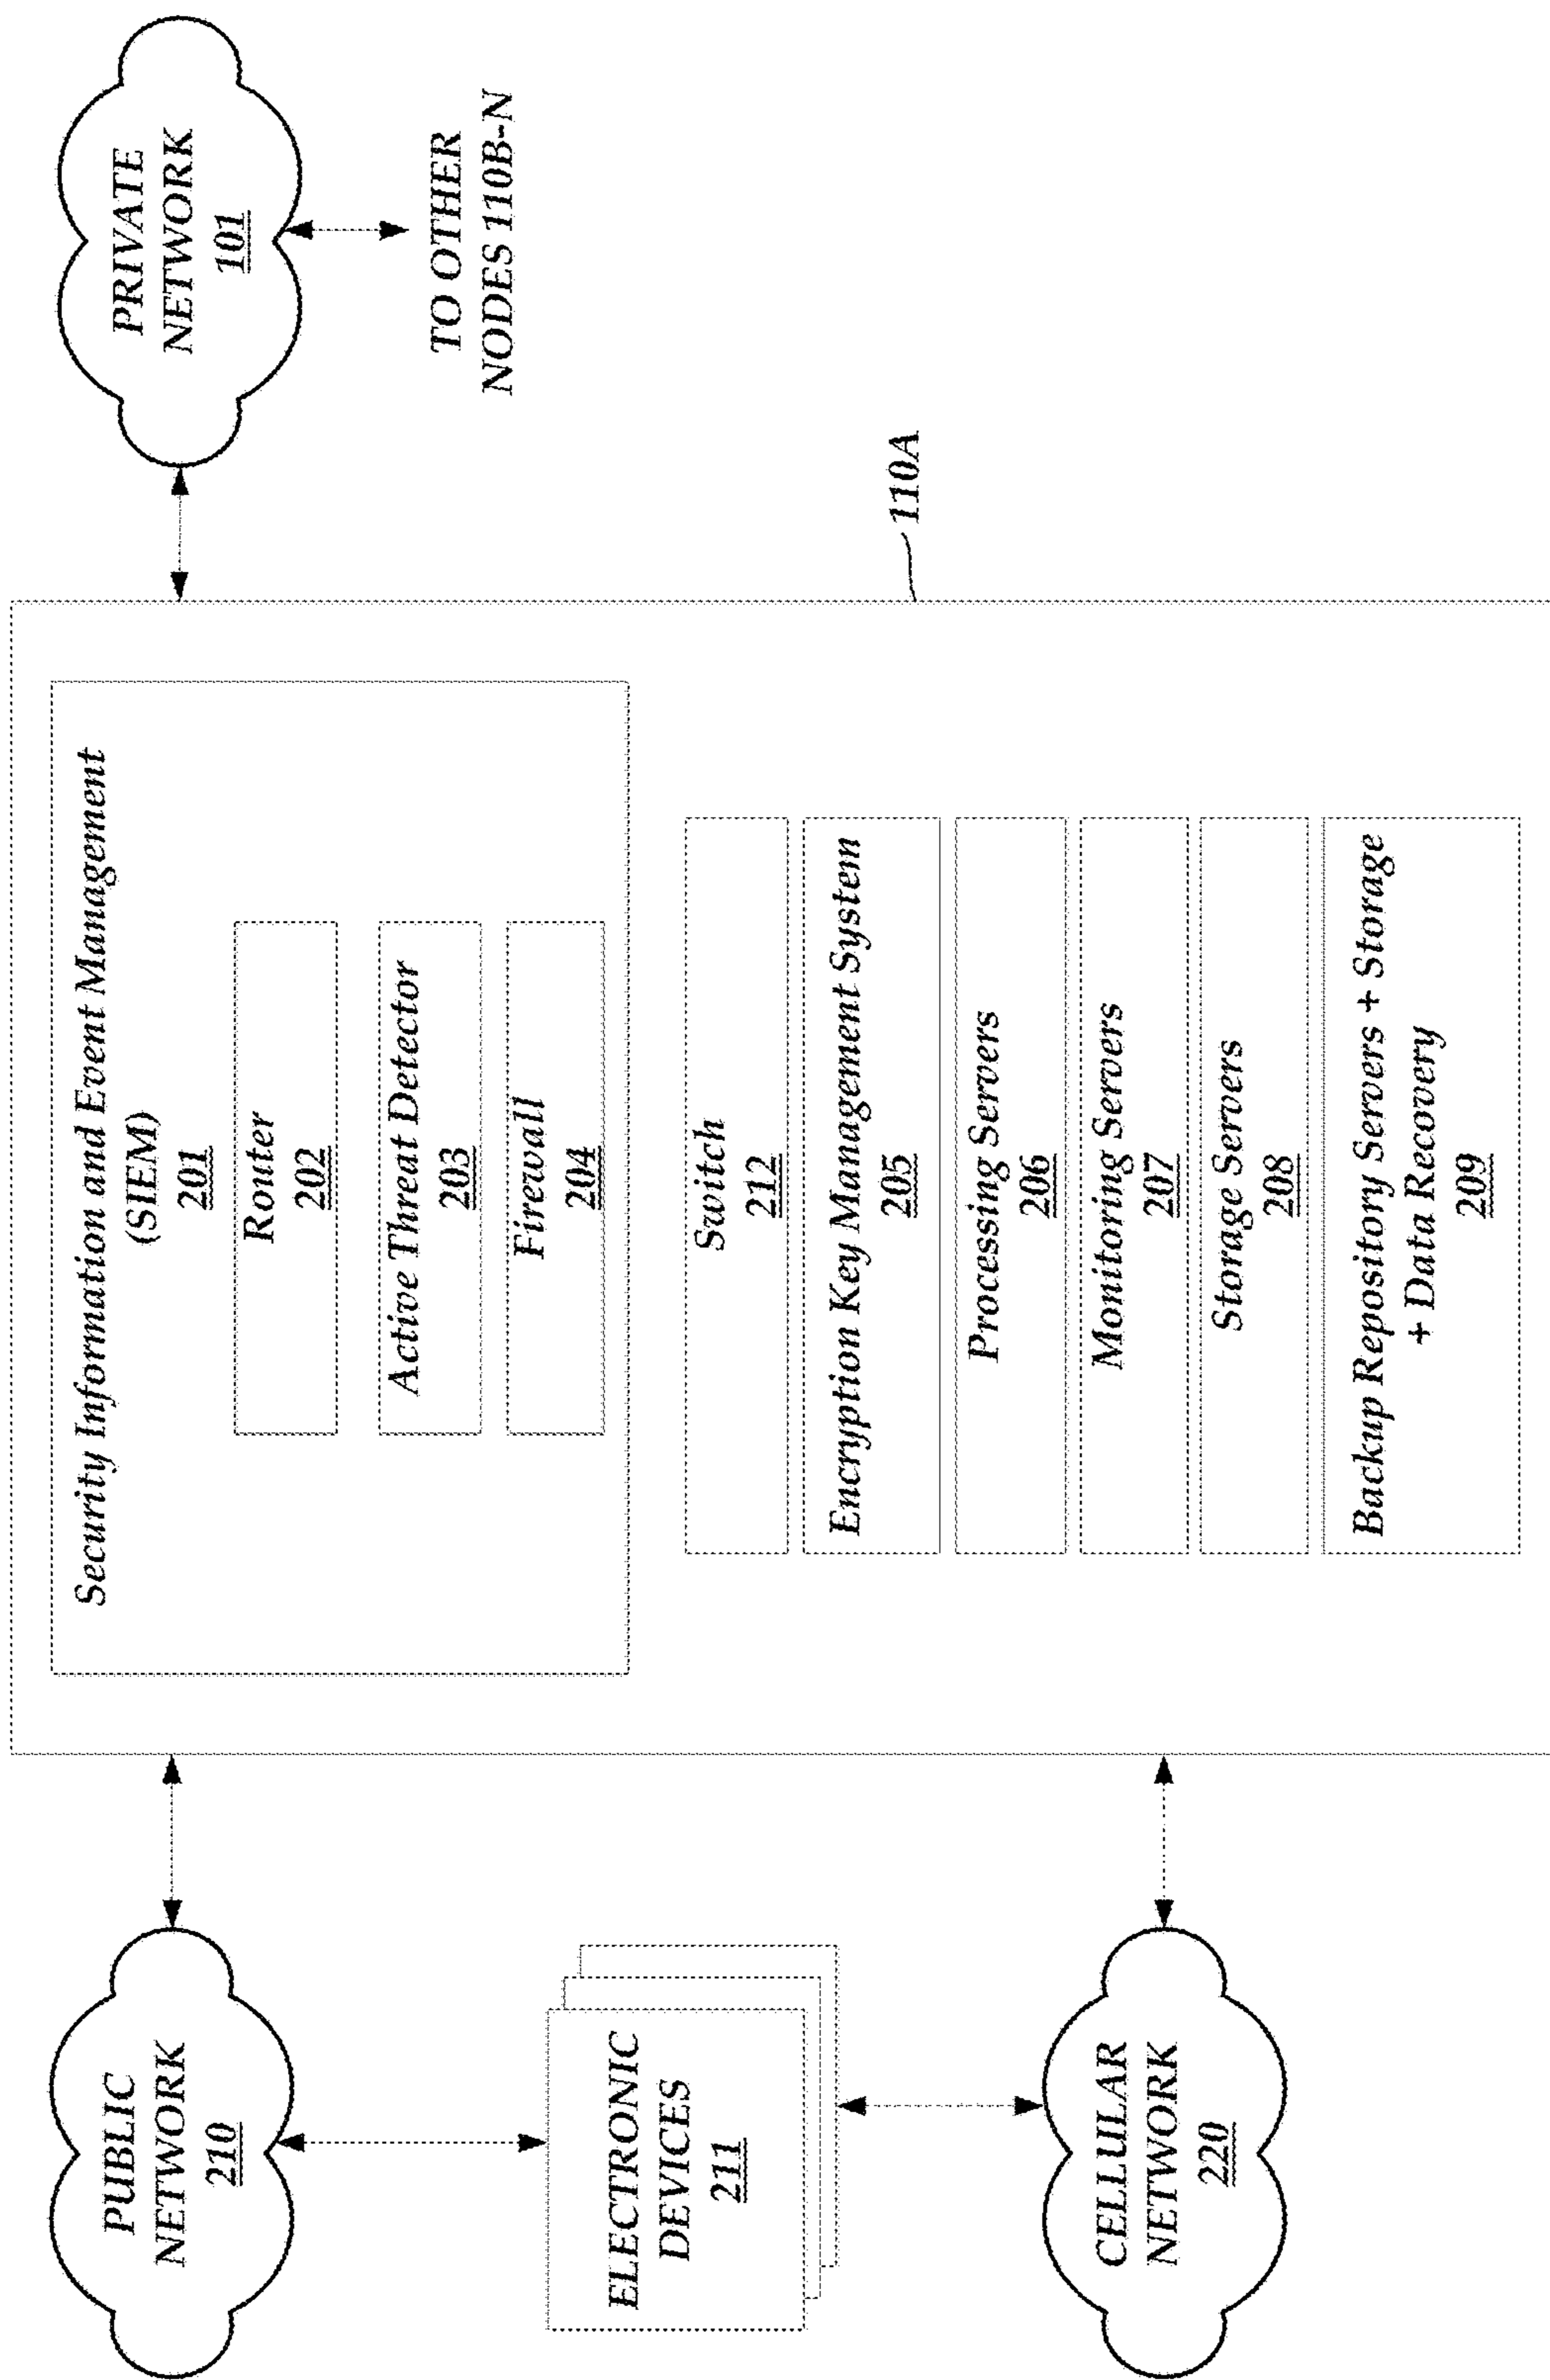 PUBLIC
NETWORK
210
ELECTRONIC
DEVICES
211
CELLULAR
NETWORK
220
Security Information and Event Management
(SIEM)
201
Router
202
Active Threat Detector
203
Firewall
204
Switch
212
Encryption Key Management System
205
Processing Servers
206
Monitoring Servers
207
Storage Servers
208
Backup Repository Servers + Storage
+ Data Recovery
209
110A
PRIVATE
NETWORK
101
TO OTHER
NODES 110B-N